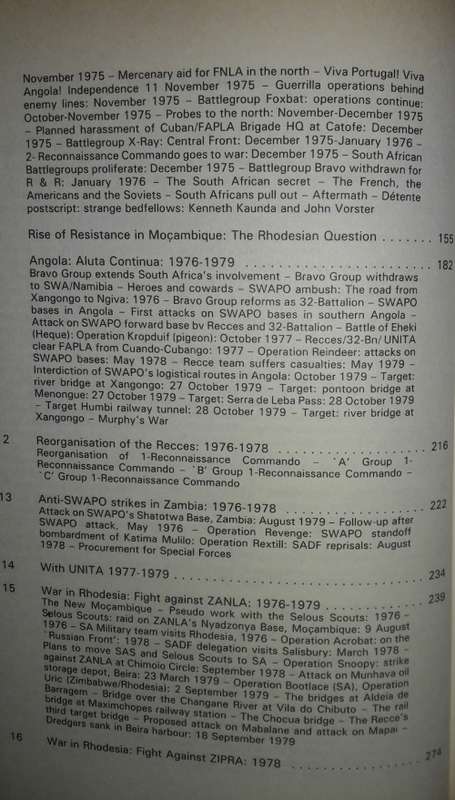 November 1975 – Mercenary aid for FNLA in the north – Viva Portugal! Viva
Angola! Independence 11 November 1975 – Guerrilla operations behind
enemy lines: November 1975 – Battlegroup Foxbat: operations continue:
October-November 1975 – Probes to the north: November-December 1975
– Planned harassment of Cuban/FAPLA Brigade HQ at Catofe: December
1975 – Battlegroup X-Ray: Central Front: December 1975-January 1976 –
2- Reconnaissance Commando goes to war: December 1975 – South African
Battlegroups proliferate: December 1975 – Battlegroup Bravo withdrawn for
R & R: January 1976 – The South African secret – The French, the
Americans and the Soviets – South Africans pull out – Aftermath – Détente
postscript: strange bedfellows: Kenneth Kaunda and John Vorster
Rise of Resistance in Moçambique: The Rhodesian Question ....... 155
Angola: Aluta Continua: 1976-1979 ..................... 182
Bravo Group extends South Africa's involvement – Bravo Group withdraws
to SWA/Namibia – Heroes and cowards – SWAPO ambush: The road from
Xangongo to Ngiva: 1976 – Bravo Group reforms as 32-Battalion – SWAPO
bases in Angola – First attacks on SWAPO bases in southern Angola –
Attack on SWAPO forward base by Recces and 32-Battalion – Battle of Eheki
(Heque): Operation Kropduif (pigeon): October 1977 – Recces/32-Bn/ UNITA
clear FAPLA from Cuando-Cubango: 1977 – Operation Reindeer: attacks on
SWAPO bases: May 1978 – Recce team suffers casualties: May 1979 –
Interdiction of SWAPO's logistical routes in Angola: October 1979 – Target:
river bridge at Xangongo: 27 October 1979 – Target: pontoon bridge at
Menongue: 27 October 1979 – Target: Serra de Leba Pass: 28 October 1979
– Target Humbi railway tunnel: 28 October 1979 – Target: river bridge at
Xangongo – Murphy's War
2 Reorganisation of the Recces: 1976-1978 .................. 216
Reorganisation of 1-Reconnaissance Commando – `A' Group 1-
Reconnaissance Commando – `B' Group 1-Reconnaissance Commando –
`C' Group 1-Reconnaissance Commando
13 Anti-SWAPO strikes in Zambia: 1976-1978 .................. 222
Attack on SWAPO's Shatotwa Base, Zambia: August 1979 – Follow-up after
SWAPO attack, May 1976 – Operation Revenge: SWAPO standoff
bombardment of Katima Mulilo: Operation Rextill: SADF reprisals: August
1978 – Procurement for Special Forces
14 With UNITA 1977-1979 ............................ 234
15 War in Rhodesia: Fight against ZANLA: 1976-1979 ............ 239
The New Moçambique – Pseudo work with the Selous Scouts: 1976 –
Selous Scouts: raid on ZANLA's Nyadzonya Base, Moçambique: 9 August
1976 – SA Military team visits Rhodesia, 1976 – Operation Acrobat: on the
`Russian Front': 1978 – SADF delegation visits Salisbury: March 1978 –
Plans to move SAS and Selous Scouts to SA – Operation Snoopy: strike
against ZANLA at Chimoio Circle: September 1978 – Attack on Munhava oil
storage depot, Beira: 23 March 1979 – Operation Bootlace (SA), Operation
Uric (Zimbabwe/Rhodesia): 2 September 1979 – The bridges at Aldeia de
Barragem – Bridge over the Changane River at Vila do Chibuto – The rail
bridge at Maximchopes railway station – The Chocua bridge – The Recce's
third target bridge – Proposed attack on Mabalane and attack on Mapai –
Dredgers sank in Beira harbour: 18 September 1979
16 War in Rhodesia: Fight Against ZIPRA: 1978 ................ 274